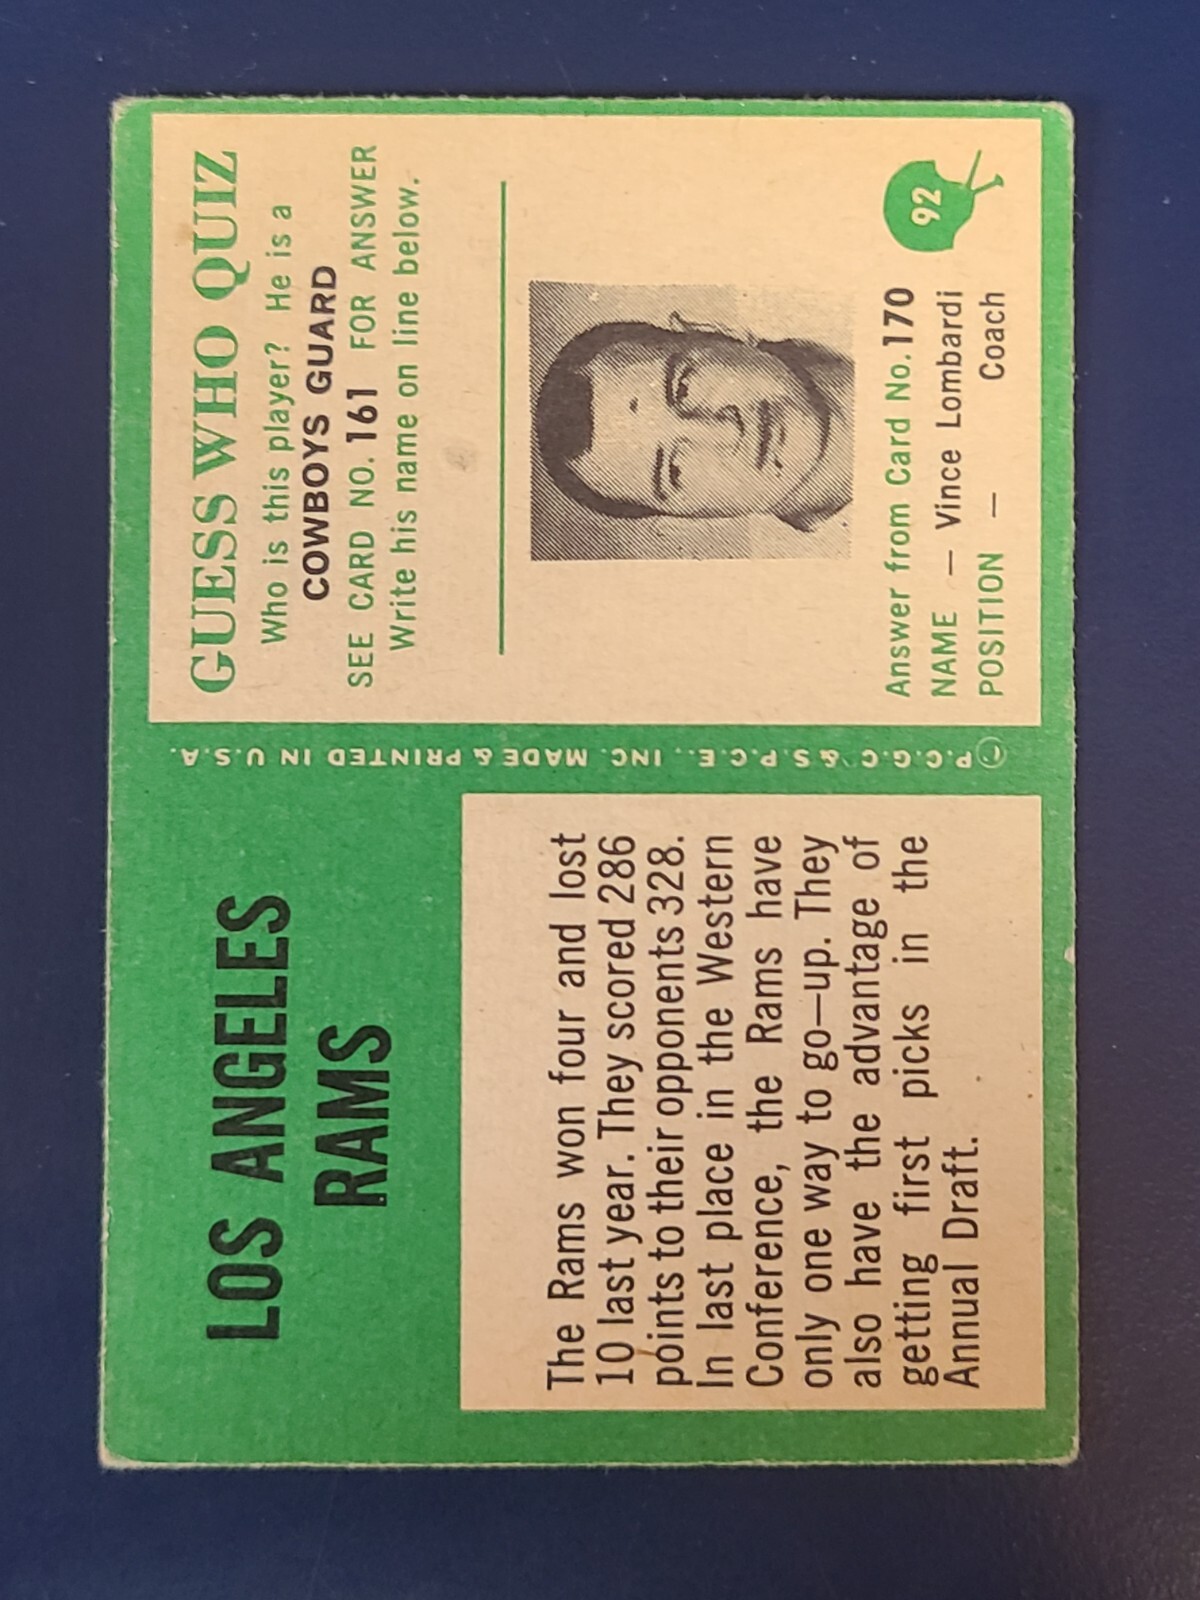 LOS ANGELES
RAMS
The Rams won four and lost
10 last year. They scored 286
points to their opponents 328.
In last place in the Western
Conference, the Rams have
only one way to go—up. They
also have the advantage of
getting first picks in the
Annual Draft.
© P.C.G.C. & S.P.C.E., INC. MADE & PRINTED IN U.S.A.
GUESS WHO QUIZ
Who is this player? He is a
COWBOYS GUARD
SEE CARD NO. 161 FOR ANSWER
Write his name on line below.
Answer from Card No. 170
NAME — Vince Lombardi
POSITION — Coach
92